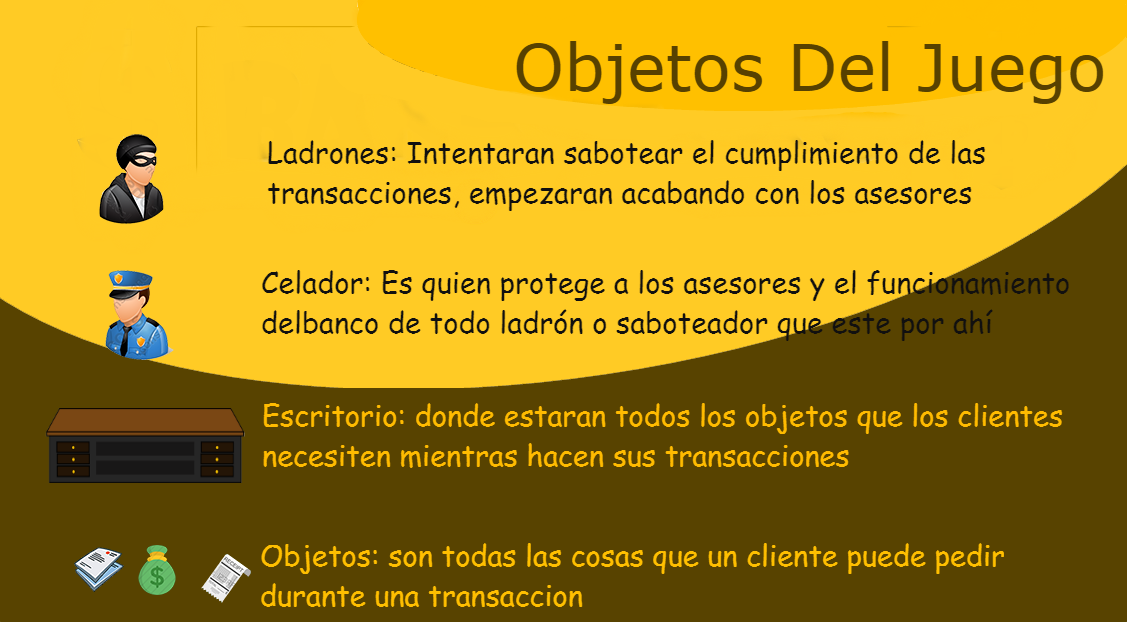 Objetos Del Juego
Ladrones: Intentaran sabotear el cumplimiento de las
transacciones, empezaran acabando con los asesores
Celador: Es quien protege a los asesores y el funcionamiento
delbanco de todo ladrón o saboteador que este por ahí
Escritorio: donde estaran todos los objetos que los clientes
necesiten mientras hacen sus transacciones
Objetos: son todas las cosas que un cliente puede pedir
durante una transaccion
$
RECEIPT